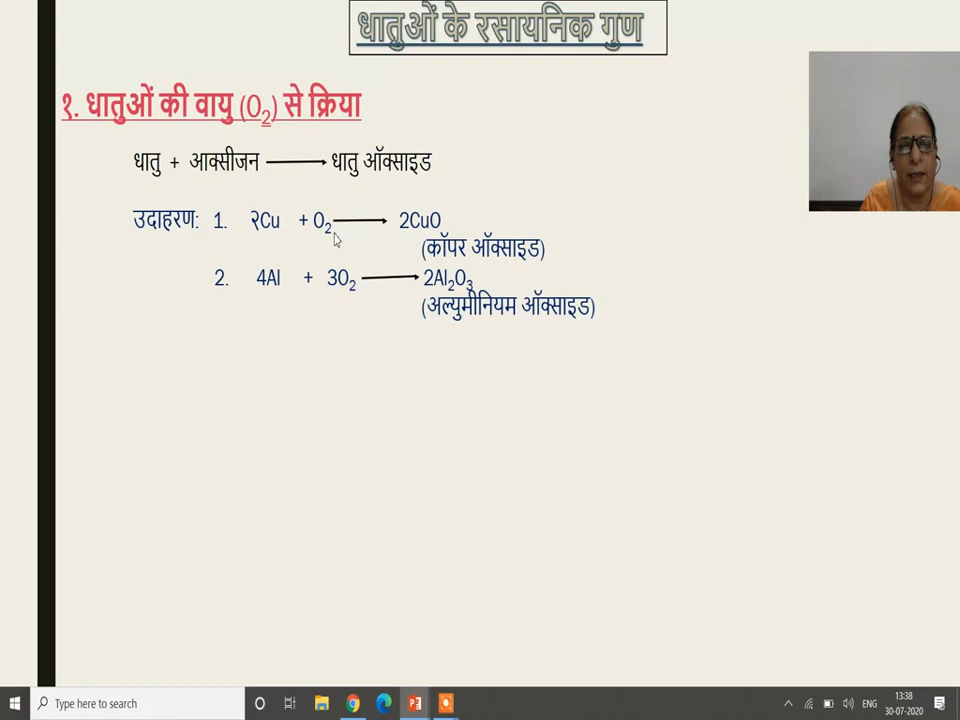 धातुओं के रसायनिक गुण
१. धातुओं की वायु (O₂) से क्रिया
धातु + आक्सीजन ⟶ धातु ऑक्साइड
उदाहरण: 1. २Cu + O₂ ⟶ 2CuO
(कॉपर ऑक्साइड)
2. 4Al + 3O₂ ⟶ 2Al₂O₃
(अल्युमीनियम ऑक्साइड)
Type here to search
ENG
13:38
30-07-2020